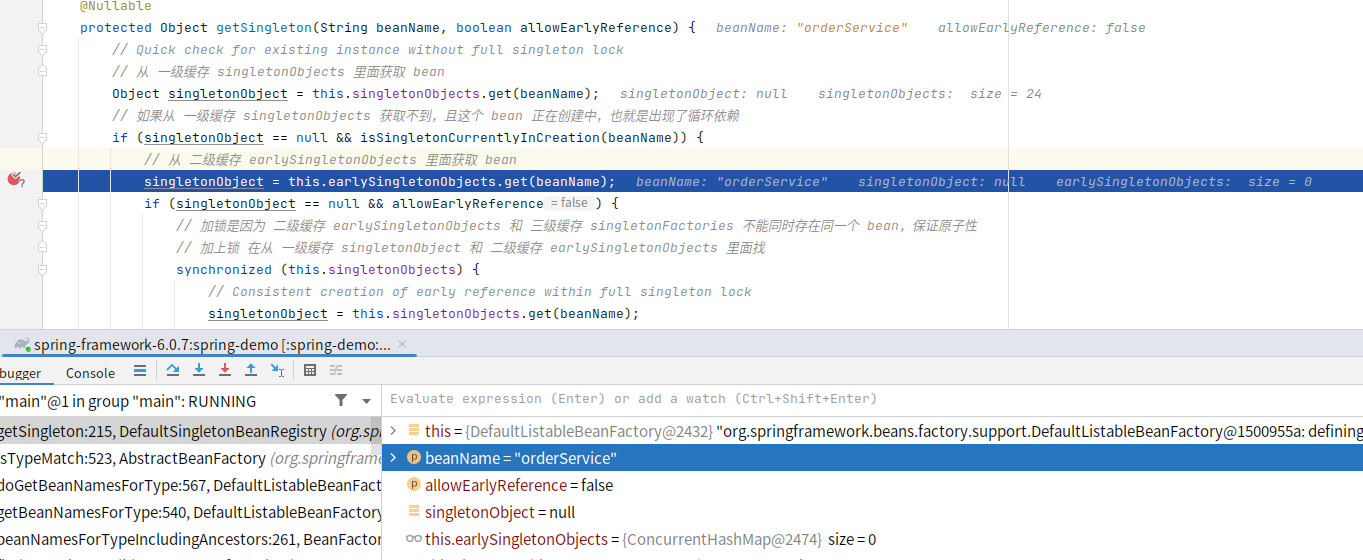 @Nullable
protected Object getSingleton(String beanName, boolean allowEarlyReference) {  beanName: "orderService"    allowEarlyReference: false
// Quick check for existing instance without full singleton lock
// 从 一级缓存 singletonObjects 里面获取 bean
Object singletonObject = this.singletonObjects.get(beanName);  singletonObject: null    singletonObjects:  size = 24
// 如果从 一级缓存 singletonObjects 获取不到，且这个 bean 正在创建中，也就是出现了循环依赖
if (singletonObject == null && isSingletonCurrentlyInCreation(beanName)) {
// 从 二级缓存 earlySingletonObjects 里面获取 bean
singletonObject = this.earlySingletonObjects.get(beanName);  beanName: "orderService"    singletonObject: null    earlySingletonObjects:  size = 0
if (singletonObject == null && allowEarlyReference = false ) {
// 加锁是因为 二级缓存 earlySingletonObjects 和 三级缓存 singletonFactories 不能同时存在同一个 bean，保证原子性
// 加上锁 在从 一级缓存 singletonObject 和 二级缓存 earlySingletonObjects 里面找
synchronized (this.singletonObjects) {
// Consistent creation of early reference within full singleton lock
singletonObject = this.singletonObjects.get(beanName);
spring-framework-6.0.7:spring-demo [:spring-demo:...
bugger Console
"main"@1 in group "main": RUNNING
Evaluate expression (Enter) or add a watch (Ctrl+Shift+Enter)
getSingleton:215, DefaultSingletonBeanRegistry (org.spr
this = {DefaultListableBeanFactory@2432} "org.springframework.beans.factory.support.DefaultListableBeanFactory@1500955a: defining
sTypeMatch:523, AbstractBeanFactory (org.springframe
beanName = "orderService"
doGetBeanNamesForType:567, DefaultListableBeanFact
allowEarlyReference = false
getBeanNamesForType:540, DefaultListableBeanFactory
singletonObject = null
beanNamesForTypeIncludingAncestors:261, BeanFactor
this.earlySingletonObjects = {ConcurrentHashMap@2474} size = 0